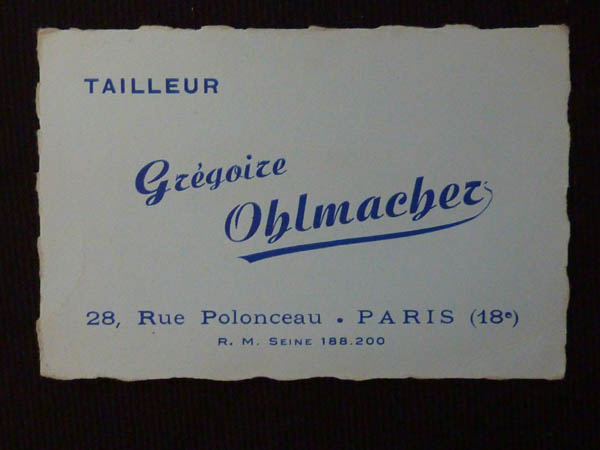 TAILLEUR
Grégoire
Ohlmacher
28, Rue Polonceau • PARIS (18e)
R. M. SEINE 188.200